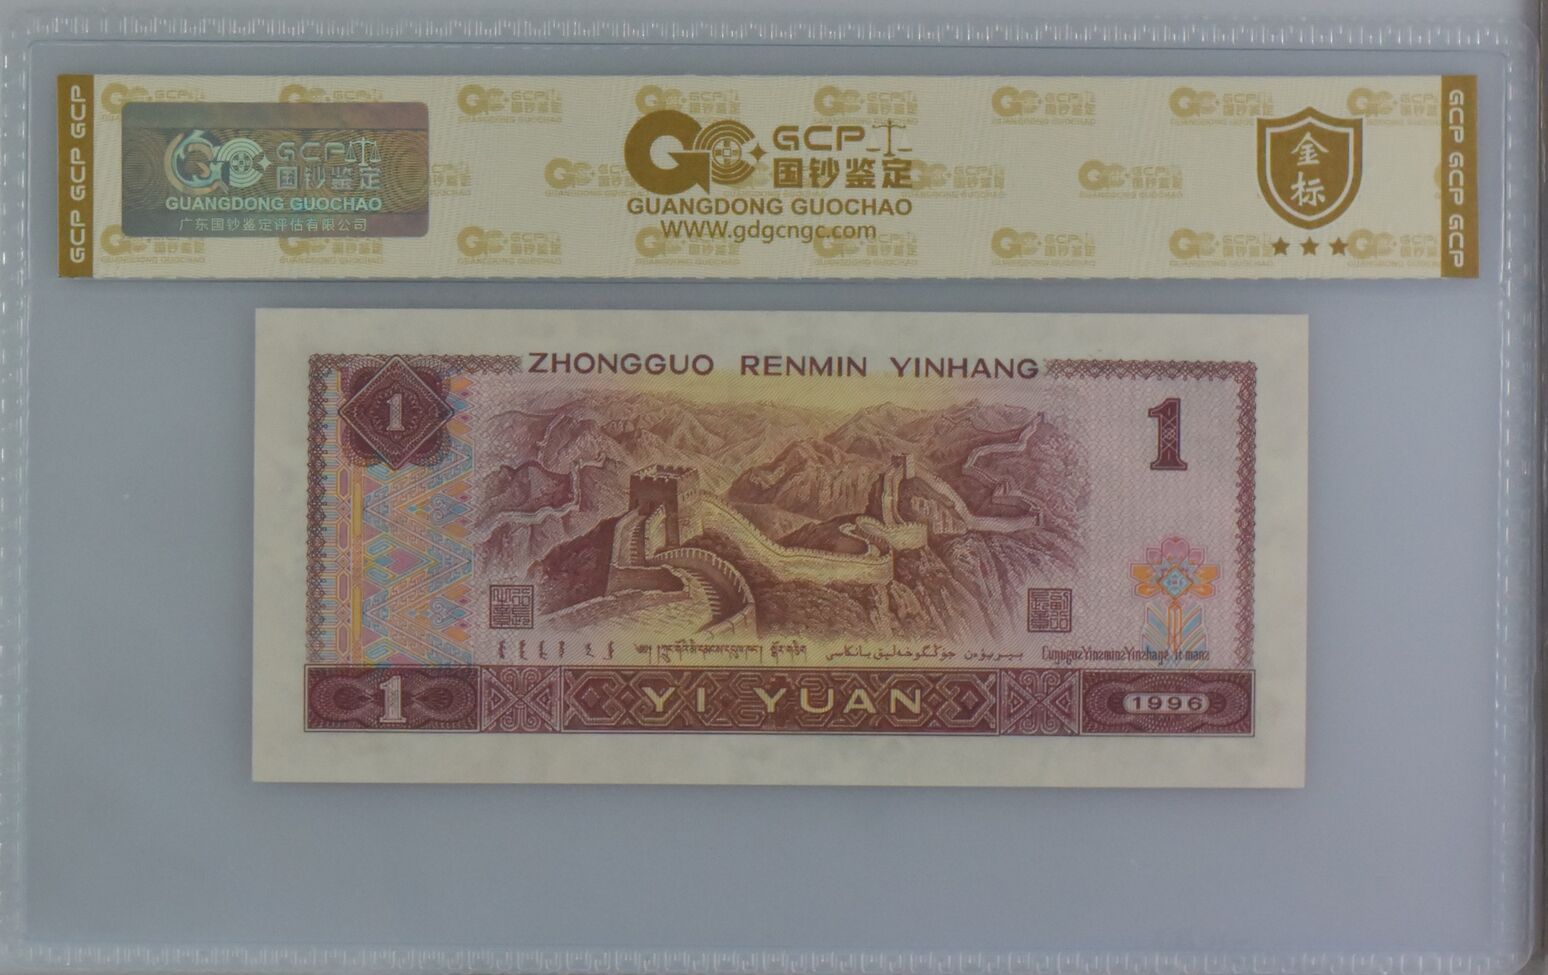 GCP GCP GCP GCP
GCP
国钞鉴定
GUANGDONG GUOCHAO
广东国钞鉴定评估有限公司
GCP
国钞鉴定
GUANGDONG GUOCHAO
WWW.gdgcngc.com
金
标
GCP GCP GCP GCP
ZHONGGUO RENMIN YINHANG
1
1
1
YI YUAN
1996